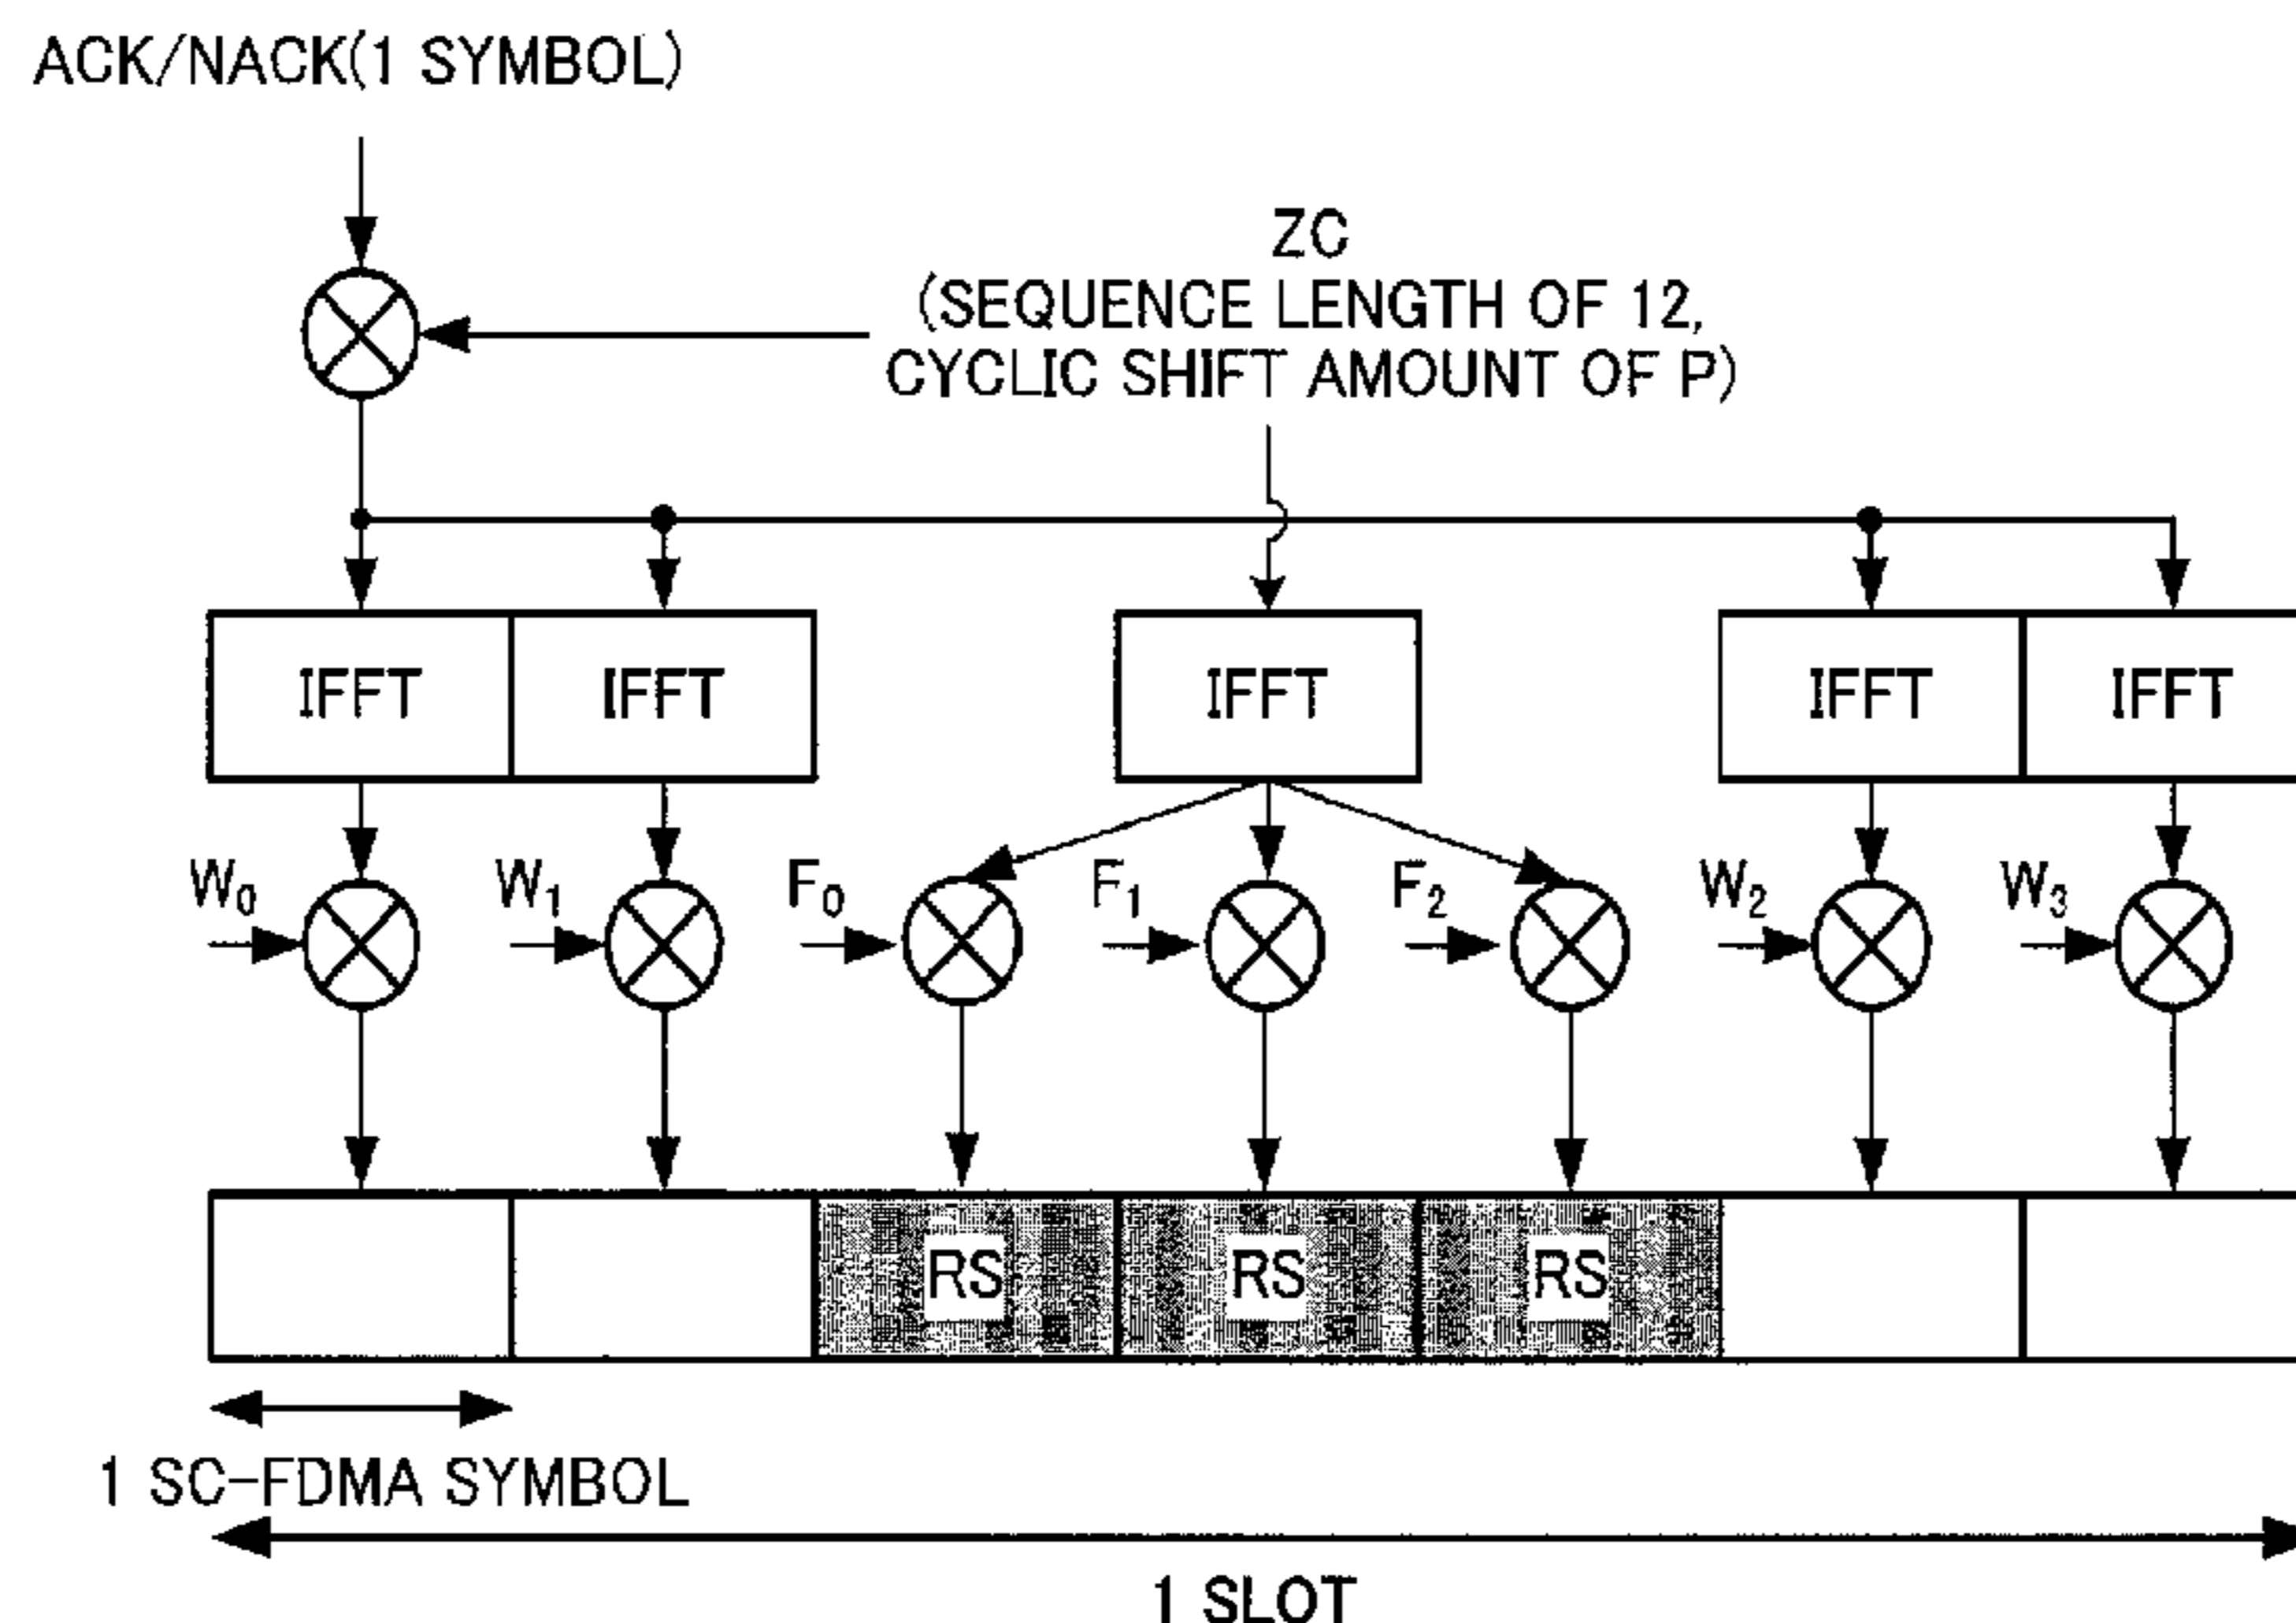 ACK/NACK(1 SYMBOL)
ZC
(SEQUENCE LENGTH OF 12,
CYCLIC SHIFT AMOUNT OF P)
IFFT IFFT IFFT IFFT IFFT
W0 W1 F0 F1 F2 W2 W3
RS RS RS
1 SC-FDMA SYMBOL
1 SLOT